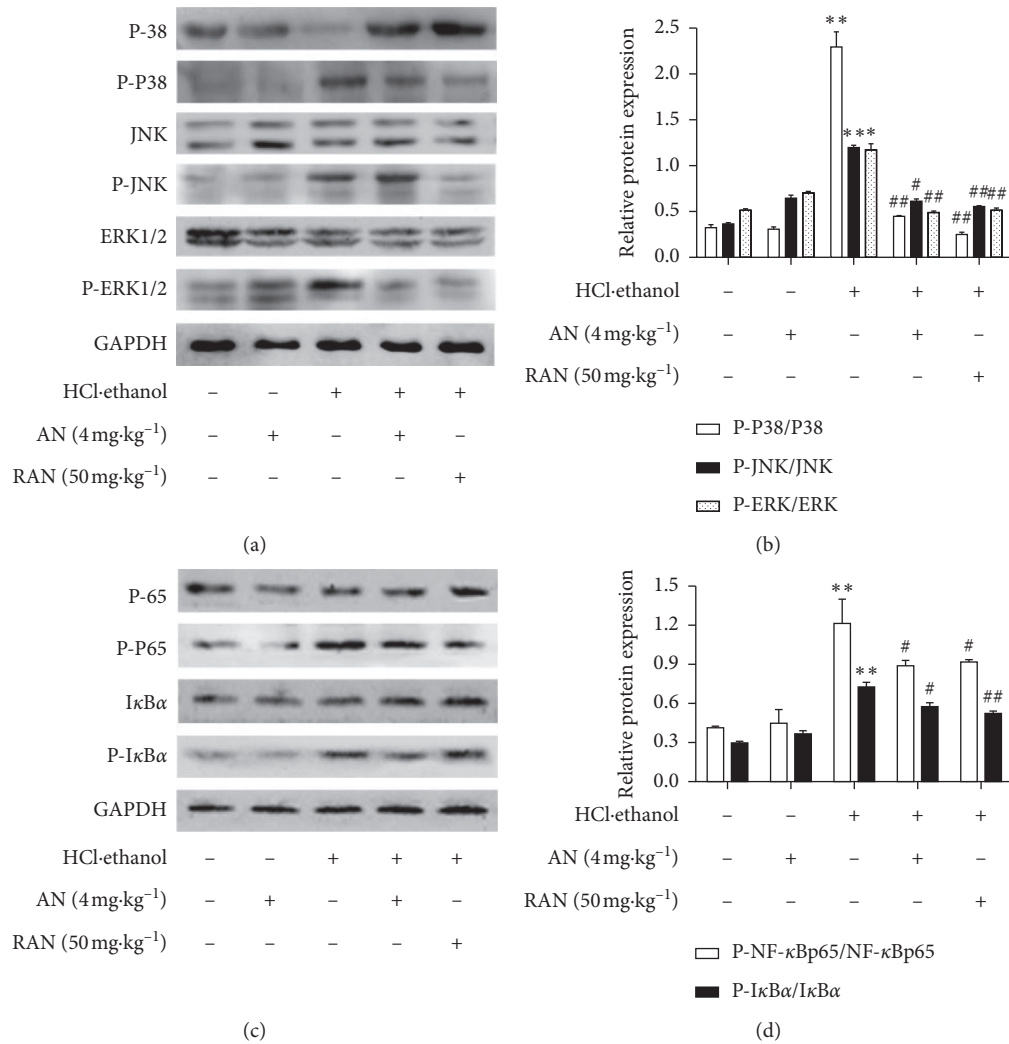 P-38
P-P38
JNK
P-JNK
ERK1/2
P-ERK1/2
GAPDH
HCl·ethanol – – + + +
AN (4 mg·kg⁻¹) – + – + –
RAN (50 mg·kg⁻¹) – – – – +
(a)
Relative protein expression
2.5
2.0
1.5
1.0
0.5
0.0
**
***
## # ##
## ## ##
HCl·ethanol – – + + +
AN (4 mg·kg⁻¹) – + – + –
RAN (50 mg·kg⁻¹) – – – – +
P-P38/P38
P-JNK/JNK
P-ERK/ERK
(b)
P-65
P-P65
IκBα
P-IκBα
GAPDH
HCl·ethanol – – + + +
AN (4 mg·kg⁻¹) – + – + –
RAN (50 mg·kg⁻¹) – – – – +
(c)
Relative protein expression
1.5
1.2
0.9
0.6
0.3
0.0
**
**
# #
# ##
HCl·ethanol – – + + +
AN (4 mg·kg⁻¹) – + – + –
RAN (50 mg·kg⁻¹) – – – – +
P-NF-κBp65/NF-κBp65
P-IκBα/IκBα
(d)